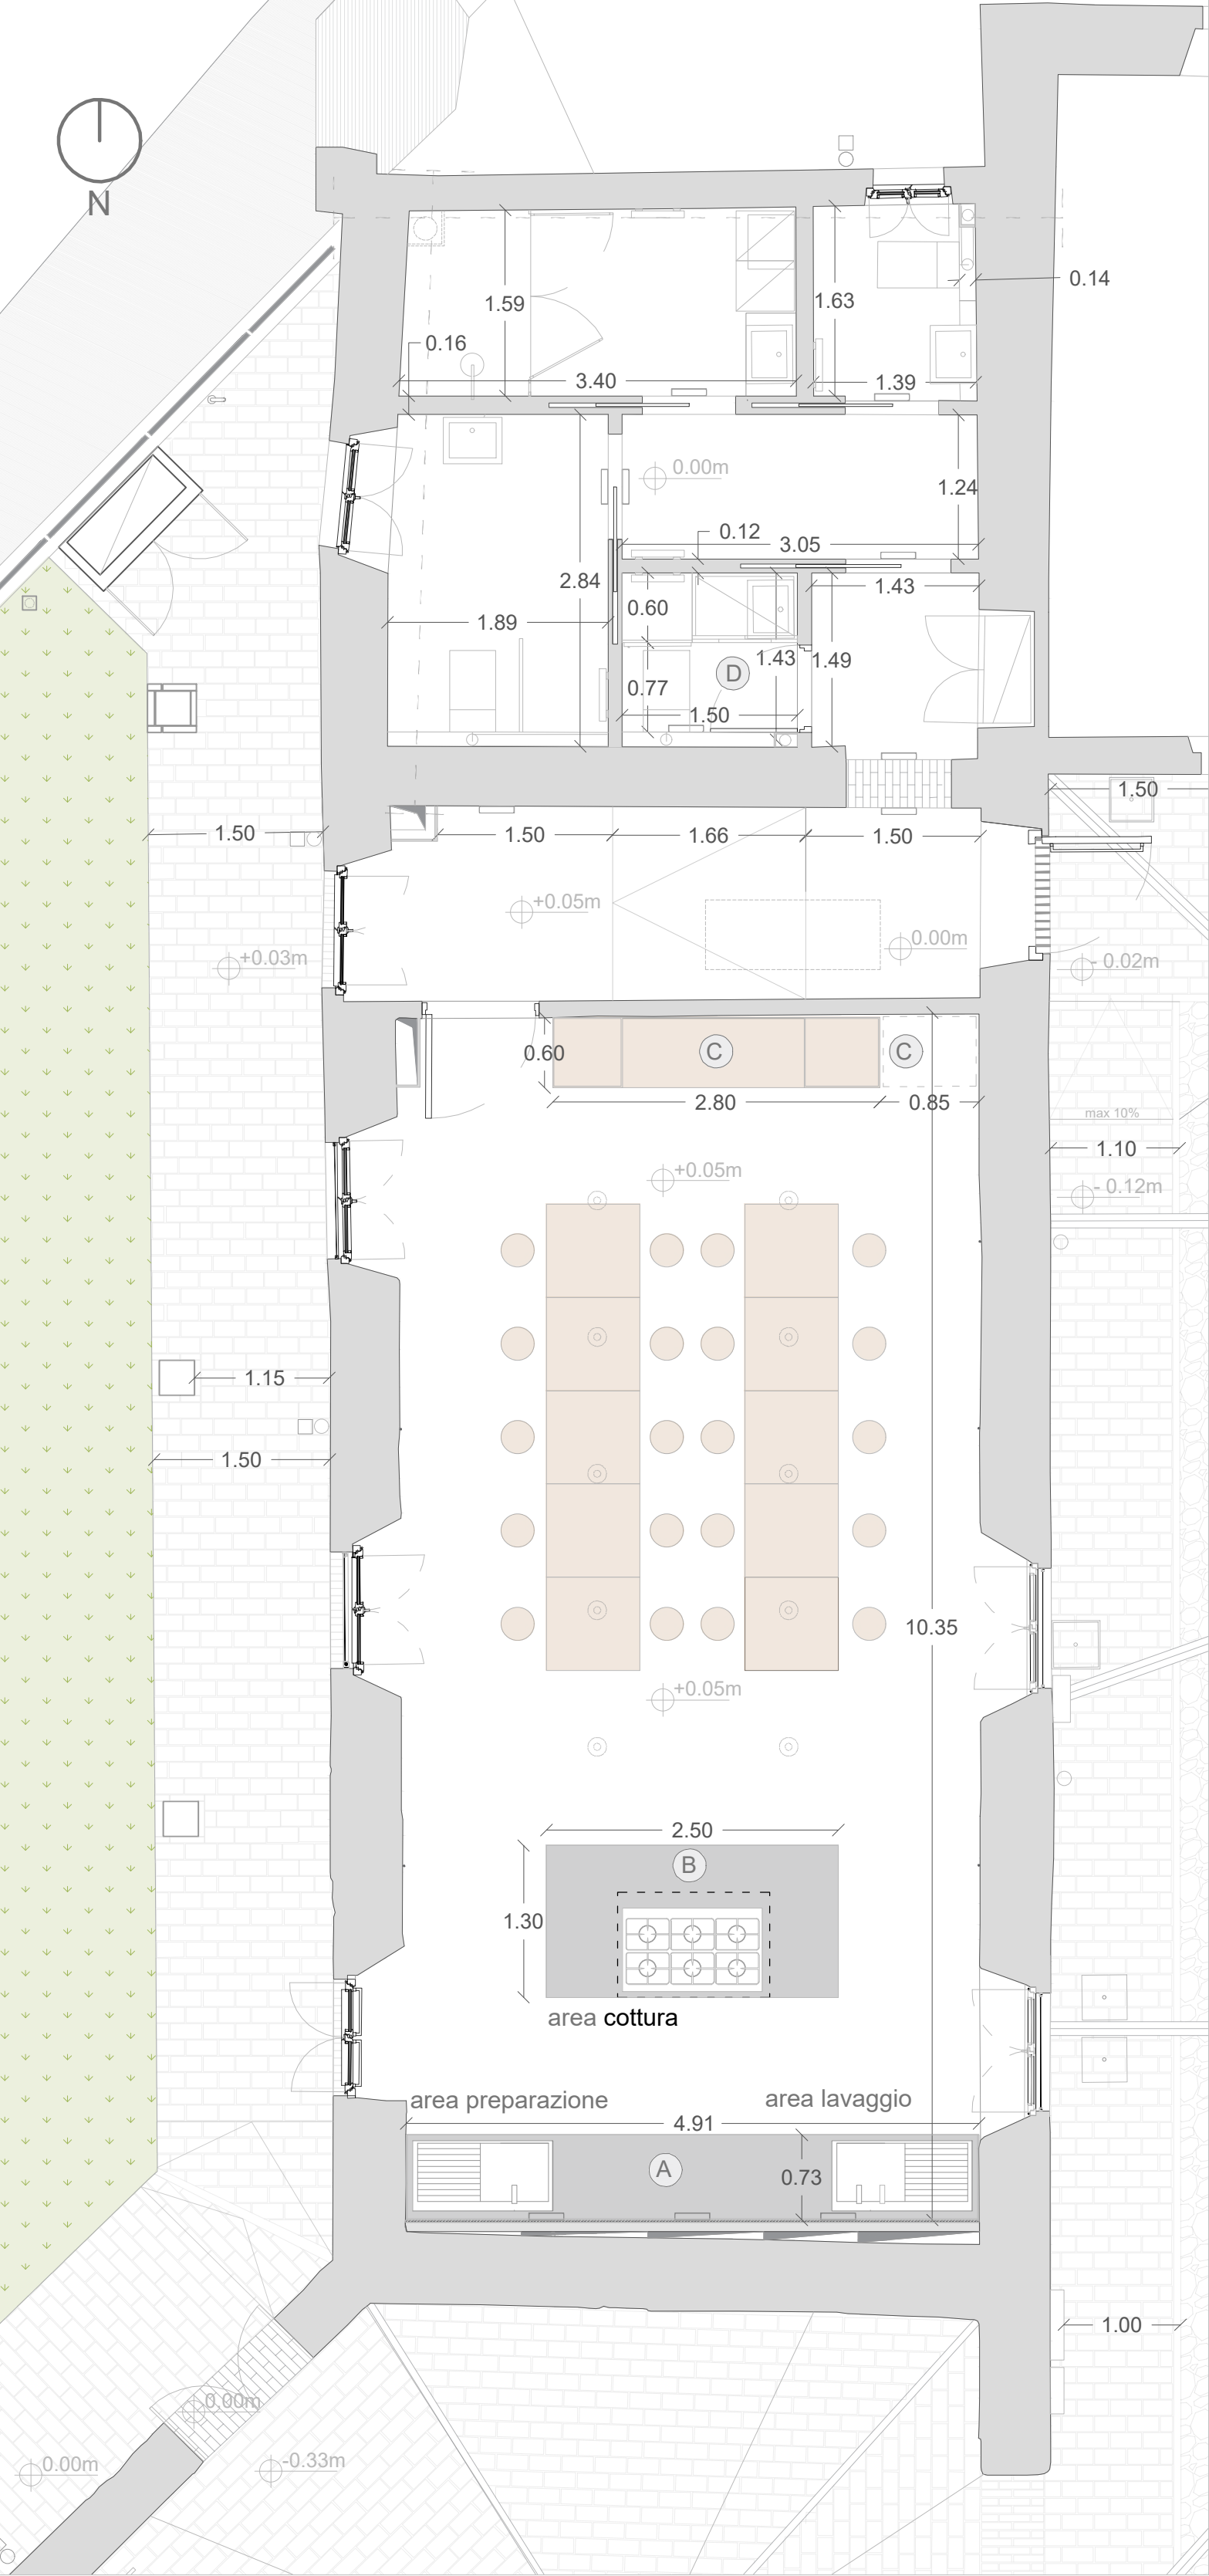 N
0.14
1.59
1.63
0.16
3.40
1.39
0.00m
1.24
0.12
3.05
2.84
1.43
0.60
1.89
1.43
1.49
D
0.77
1.50
1.50
1.50
1.50
1.66
1.50
+0.05m
0.00m
+0.03m
- 0.02m
0.60
C
C
2.80
0.85
max 10%
1.10
+0.05m
- 0.12m
1.15
1.50
10.35
+0.05m
2.50
B
1.30
area cottura
area preparazione
area lavaggio
4.91
A
0.73
1.00
0.00m
0.00m
-0.33m